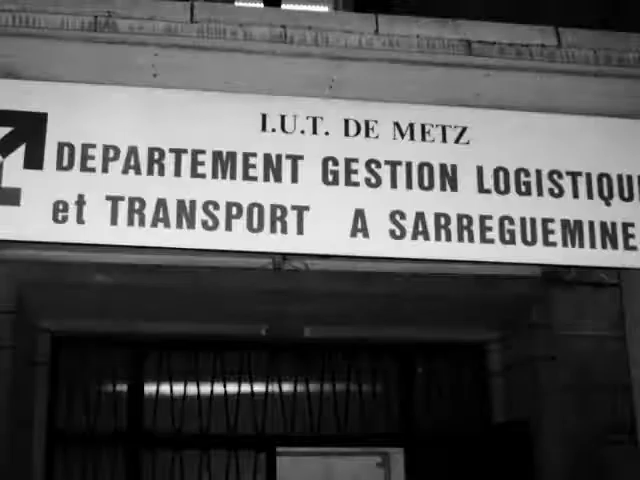 I.U.T. DE METZ
DEPARTEMENT GESTION LOGISTIQU
et TRANSPORT A SARREGUEMINE